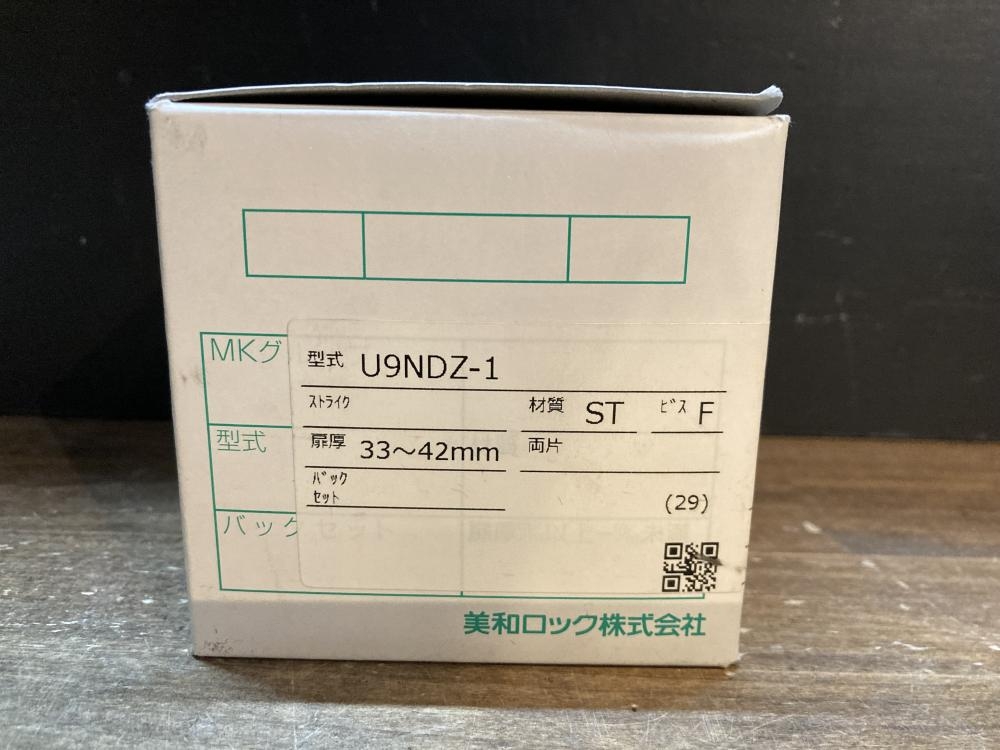 MKグ
型式 U9NDZ-1
ｽﾄﾗｲｸ 材質 ST ﾋﾞｽ F
型式
扉厚 33～42mm 両片
ﾊﾞｯｸ
ｾｯﾄ
(29)
バック
セット
美和ロック株式会社